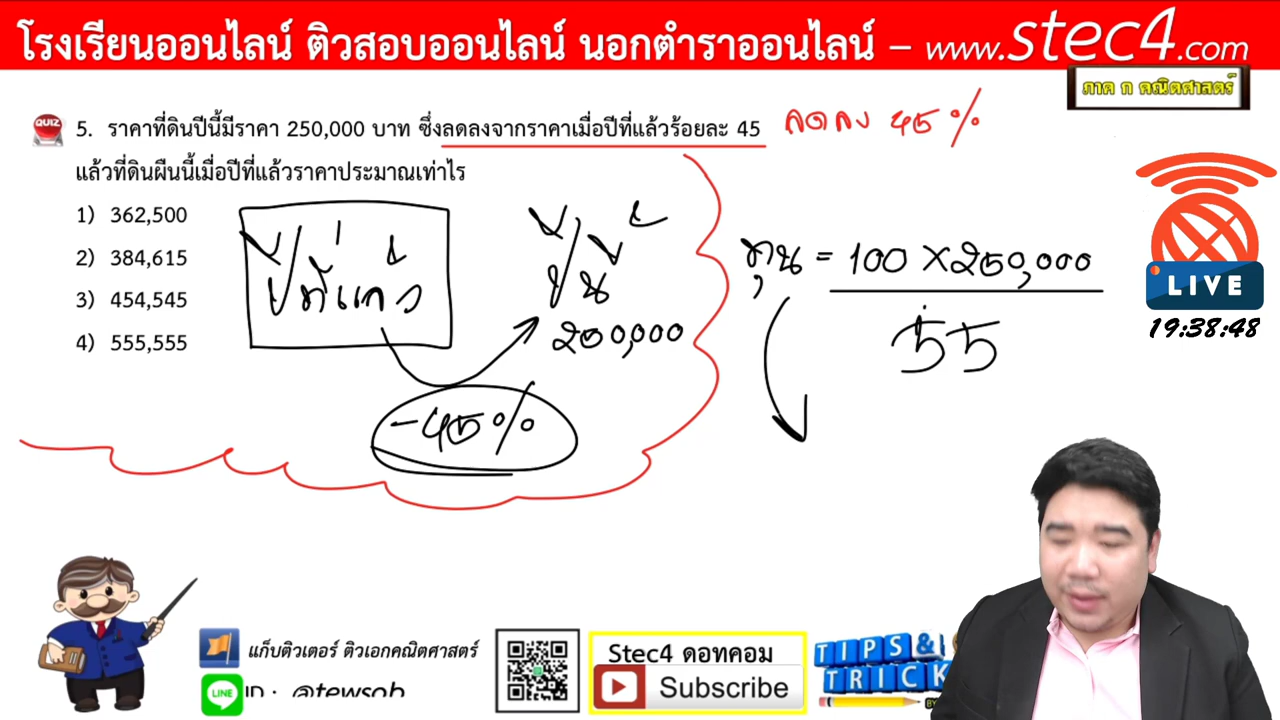 โรงเรียนออนไลน์ ติวสอบออนไลน์ นอกตำราออนไลน์ – www.stec4.com
ภาค ก คณิตศาสตร์
QUIZ
5. ราคาที่ดินปีนี้มีราคา 250,000 บาท ซึ่งลดลงจากราคาเมื่อปีที่แล้วร้อยละ 45
ลดลง 45%
แล้วที่ดินผืนนี้เมื่อปีที่แล้วราคาประมาณเท่าไร
1) 362,500
2) 384,615
3) 454,545
4) 555,555
ปีที่แล้ว
ปีนี้
250,000
-45%
ทุน = 100 × 250,000
55
LIVE
19:38:48
แก๊บติวเตอร์ ติวเอกคณิตศาสตร์
LINE
ID : @tewsob
Stec4 ดอทคอม
Subscribe
TIPS &
TRICK
BY